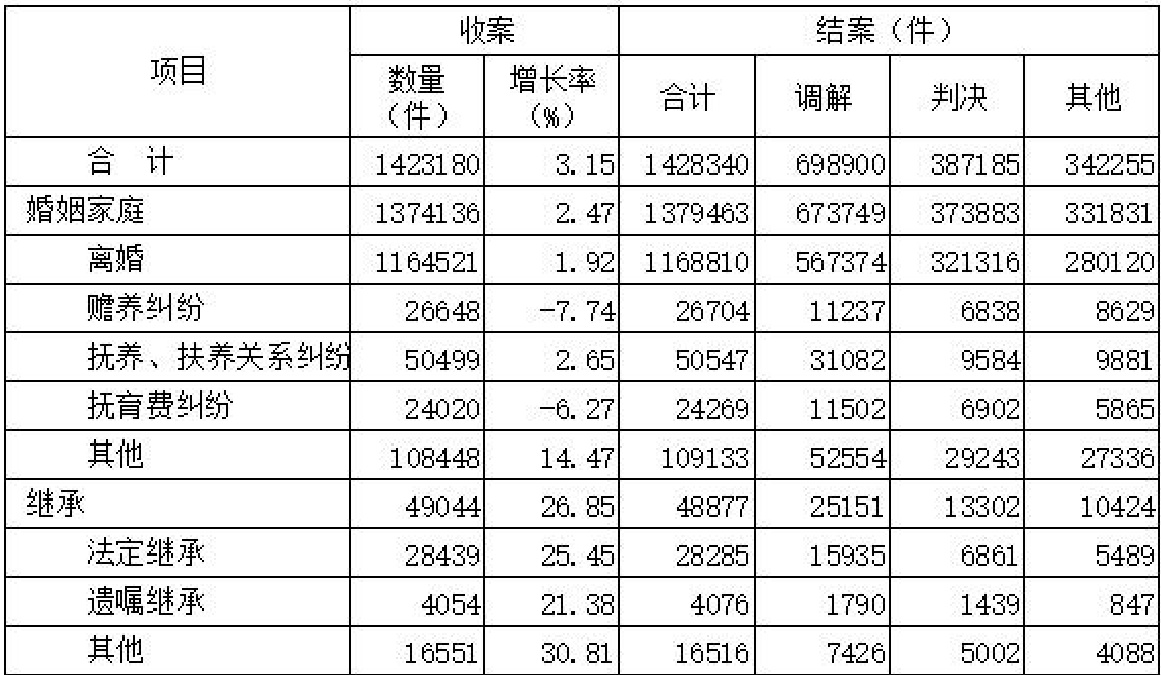 项目 收案 结案（件）
数量（件） 增长率（%） 合计 调解 判决 其他
合 计 1423180 3.15 1428340 698900 387185 342255
婚姻家庭 1374136 2.47 1379463 673749 373883 331831
离婚 1164521 1.92 1168810 567374 321316 280120
赡养纠纷 26648 -7.74 26704 11237 6838 8629
抚养、扶养关系纠纷 50499 2.65 50547 31082 9584 9881
抚育费纠纷 24020 -6.27 24269 11502 6902 5865
其他 108448 14.47 109133 52554 29243 27336
继承 49044 26.85 48877 25151 13302 10424
法定继承 28439 25.45 28285 15935 6861 5489
遗嘱继承 4054 21.38 4076 1790 1439 847
其他 16551 30.81 16516 7426 5002 4088